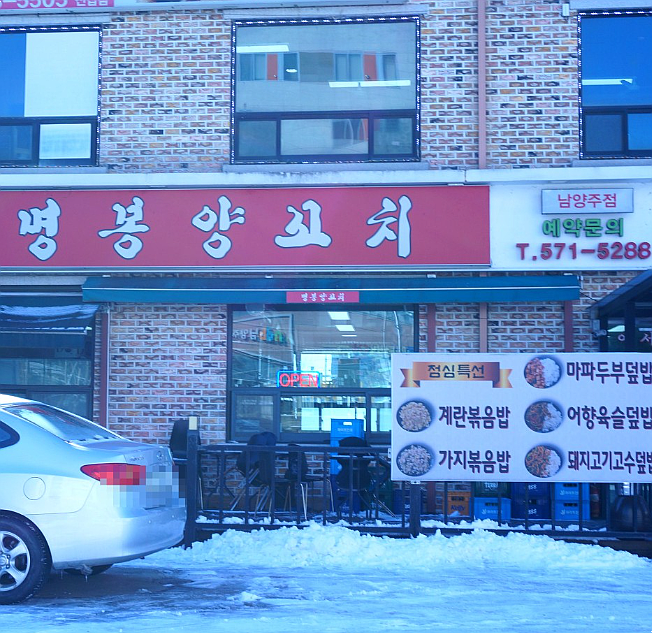 명봉양꼬치
남양주점
예약문의
T.571-5288
명봉양꼬치
OPEN
점심특선
마파두부덮밥
계란볶음밥
어향육슬덮밥
가지볶음밥
돼지고기고수덮밥